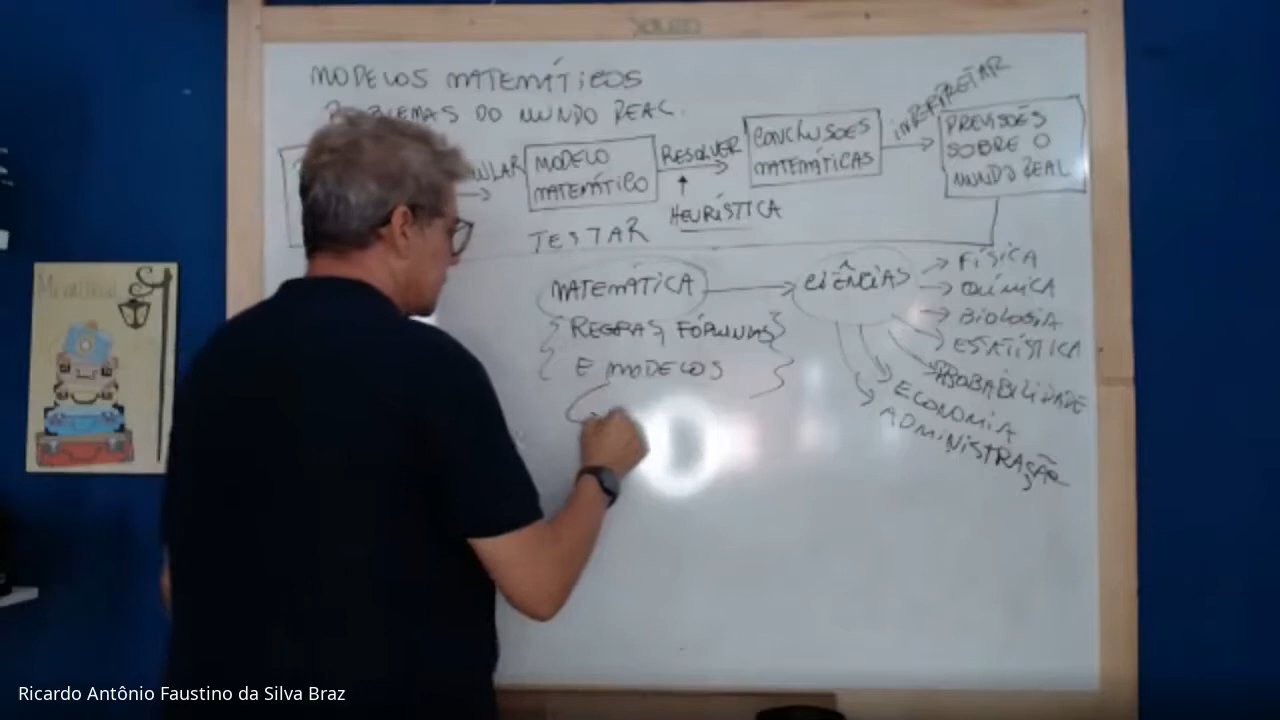 MODELOS MATEMÁTICOS
PROBLEMAS DO MUNDO REAL.
MODELO
MATEMÁTICO
RESOLVER
HEURÍSTICA
CONCLUSÕES
MATEMÁTICAS
INTERPRETAR
PREVISÕES
SOBRE O
MUNDO REAL
TESTAR
MATEMÁTICA
REGRAS, FÓRMULAS
E MODELOS
CIÊNCIAS
FÍSICA
QUÍMICA
BIOLOGIA
ESTATÍSTICA
PROBABILIDADE
ECONOMIA
ADMINISTRAÇÃO
Ricardo Antônio Faustino da Silva Braz